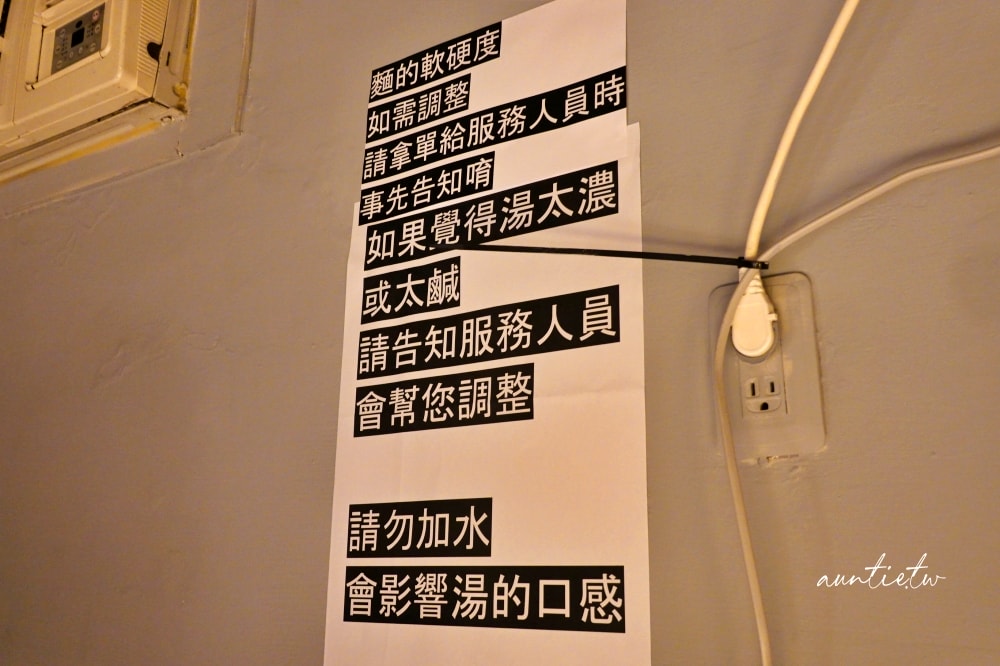 麵的軟硬度
如需調整
請拿單給服務人員時
事先告知唷
如果覺得湯太濃
或太鹹
請告知服務人員
會幫您調整
請勿加水
會影響湯的口感
auntie.tw